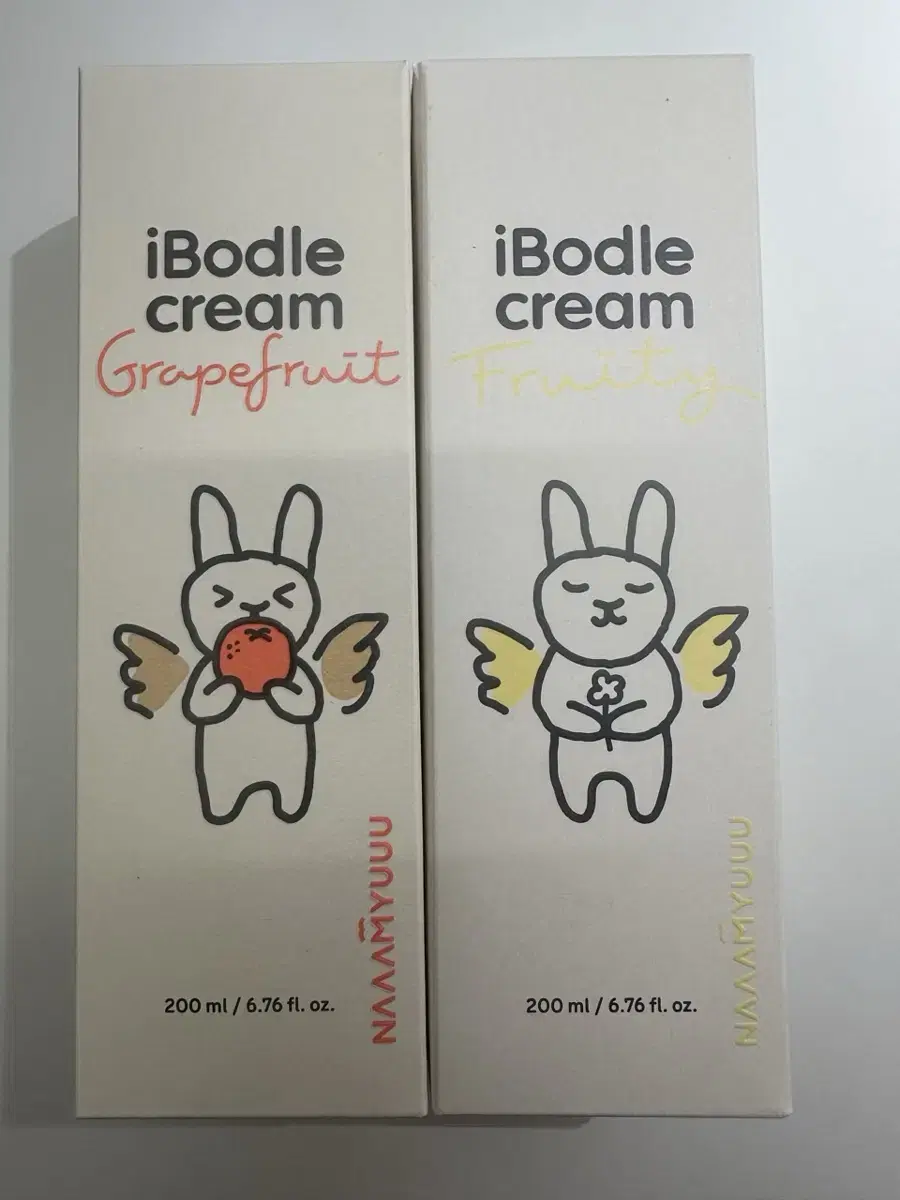 iBodle
cream
Grapefruit
NAAAMYUUU
200 ml / 6.76 fl. oz.
iBodle
cream
Fruity
NAAAMYUUU
200 ml / 6.76 fl. oz.